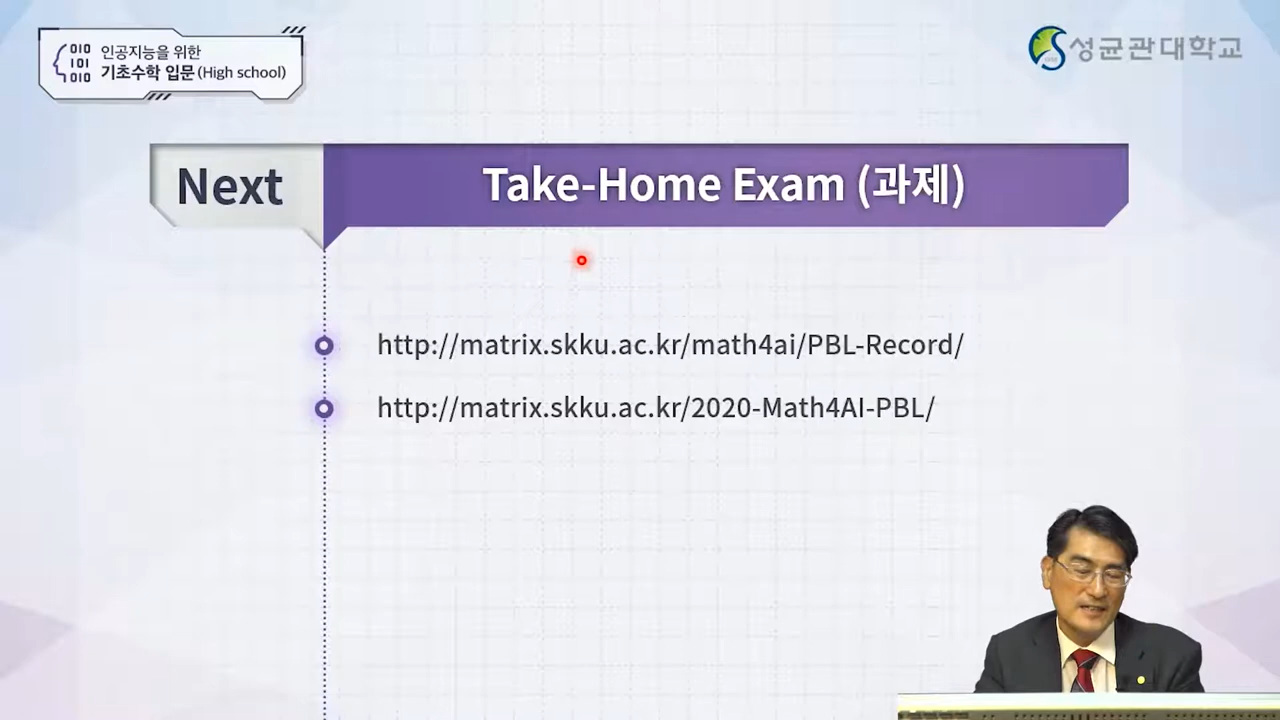 010
101
010
인공지능을 위한
기초수학 입문 (High school)
성균관대학교
Next
Take-Home Exam (과제)
http://matrix.skku.ac.kr/math4ai/PBL-Record/
http://matrix.skku.ac.kr/2020-Math4AI-PBL/